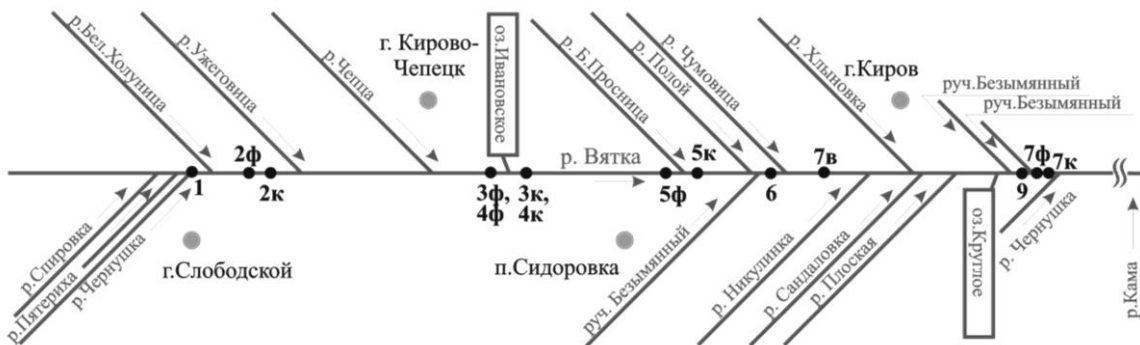 р.Бел.Холуница
р.Ужеговица
р.Чепца
г. Кирово-
Чепецк
оз.Ивановское
р. Б.Просница
р. Полой
р. Чумовица
р. Хлыновка
г.Киров
руч.Безымянный
руч.Безымянный
2ф
р. Вятка
5к
7в
7ф
7к
1
2к
3ф,
4ф
3к,
4к
5ф
6
9
р.Спировка
р.Пятериха
р. Чернушка
г.Слободской
п.Сидоровка
руч. Безымянный
р. Никулинка
р. Сандаловка
р. Плоская
оз.Круглое
р. Чернушка
р.Кама